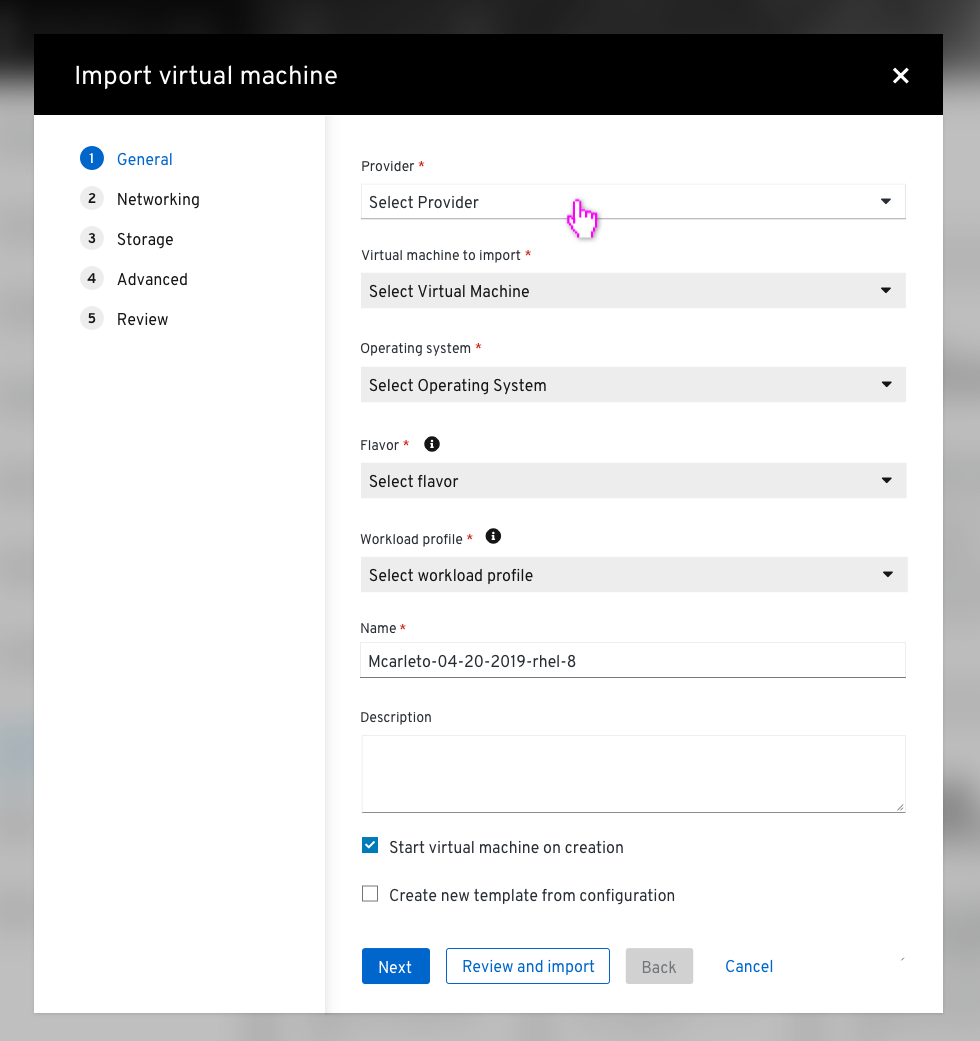 Import virtual machine
1 General
2 Networking
3 Storage
4 Advanced
5 Review
Provider *
Select Provider
Virtual machine to import *
Select Virtual Machine
Operating system *
Select Operating System
Flavor *
Select flavor
Workload profile *
Select workload profile
Name *
Mcarleto-04-20-2019-rhel-8
Description
Start virtual machine on creation
Create new template from configuration
Next Review and import Back Cancel